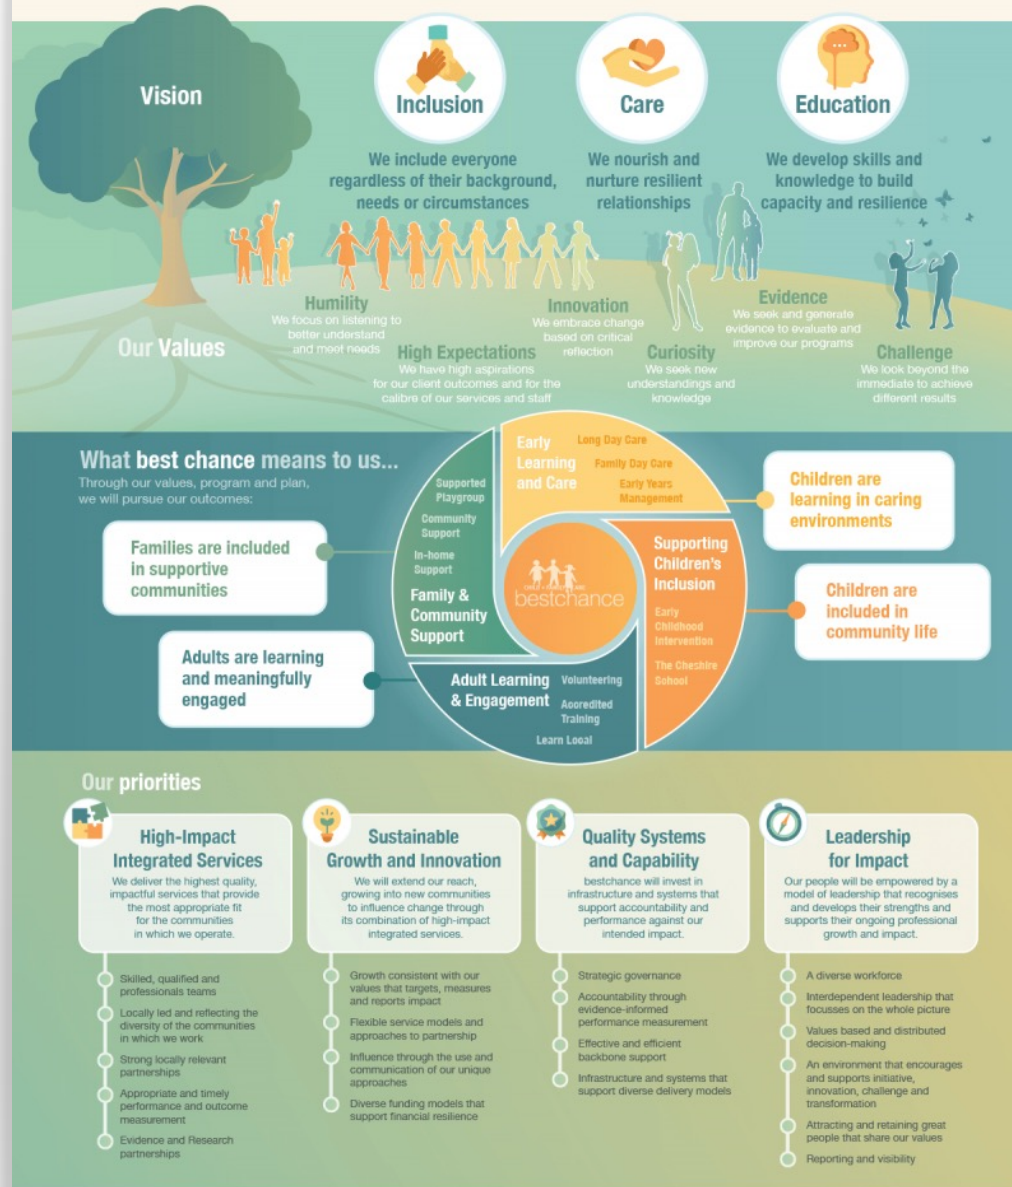 Vision
Inclusion
We include everyone
regardless of their background,
needs or circumstances
Care
We nourish and
nurture resilient
relationships
Education
We develop skills and
knowledge to build
capacity and resilience
Our Values
Humility
We focus on listening to
better understand
and meet needs
High Expectations
We have high aspirations
for our client outcomes and for the
calibre of our services and staff
Innovation
We embrace change
based on critical
reflection
Curiosity
We seek new
understandings and
knowledge
Evidence
We seek and generate
evidence to evaluate and
improve our programs
Challenge
We look beyond the
immediate to achieve
different results
What best chance means to us...
Through our values, program and plan,
we will pursue our outcomes:
Families are included
in supportive
communities
Adults are learning
and meaningfully
engaged
Supported
Playgroup
Community
Support
In-home
Support
Family &
Community
Support
Early
Learning
and Care
Long Day Care
Family Day Care
Early Years
Management
Supporting
Children's
Inclusion
Early
Childhood
Intervention
The Cheshire
School
bestchance
Adult Learning
& Engagement
Volunteering
Accredited
Training
Learn Local
Children are
learning in caring
environments
Children are
included in
community life
Our priorities
High-Impact
Integrated Services
We deliver the highest quality,
impactful services that provide
the most appropriate fit
for the communities
in which we operate.
Skilled, qualified and
professionals teams
Locally led and reflecting the
diversity of the communities
in which we work
Strong locally relevant
partnerships
Appropriate and timely
performance and outcome
measurement
Evidence and Research
partnerships
Sustainable
Growth and Innovation
We will extend our reach,
growing into new communities
to influence change through
its combination of high-impact
integrated services.
Growth consistent with our
values that targets, measures
and reports impact
Flexible service models and
approaches to partnership
Influence through the use and
communication of our unique
approaches
Diverse funding models that
support financial resilience
Quality Systems
and Capability
bestchance will invest in
infrastructure and systems that
support accountability and
performance against our
intended impact.
Strategic governance
Accountability through
evidence-informed
performance measurement
Effective and efficient
backbone support
Infrastructure and systems that
support diverse delivery models
Leadership
for Impact
Our people will be empowered by a
model of leadership that recognises
and develops their strengths and
supports their ongoing professional
growth and impact.
A diverse workforce
Interdependent leadership that
focusses on the whole picture
Values based and distributed
decision-making
An environment that encourages
and supports initiative,
innovation, challenge and
transformation
Attracting and retaining great
people that share our values
Reporting and visibility